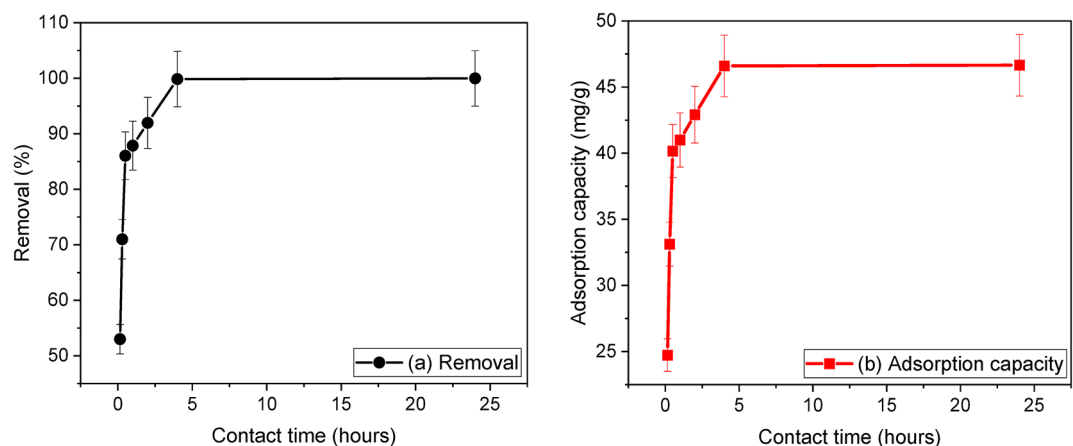 110
100
90
80
70
60
50
Removal (%)
(a) Removal
0 5 10 15 20 25
Contact time (hours)
50
45
40
35
30
25
Adsorption capacity (mg/g)
(b) Adsorption capacity
0 5 10 15 20 25
Contact time (hours)